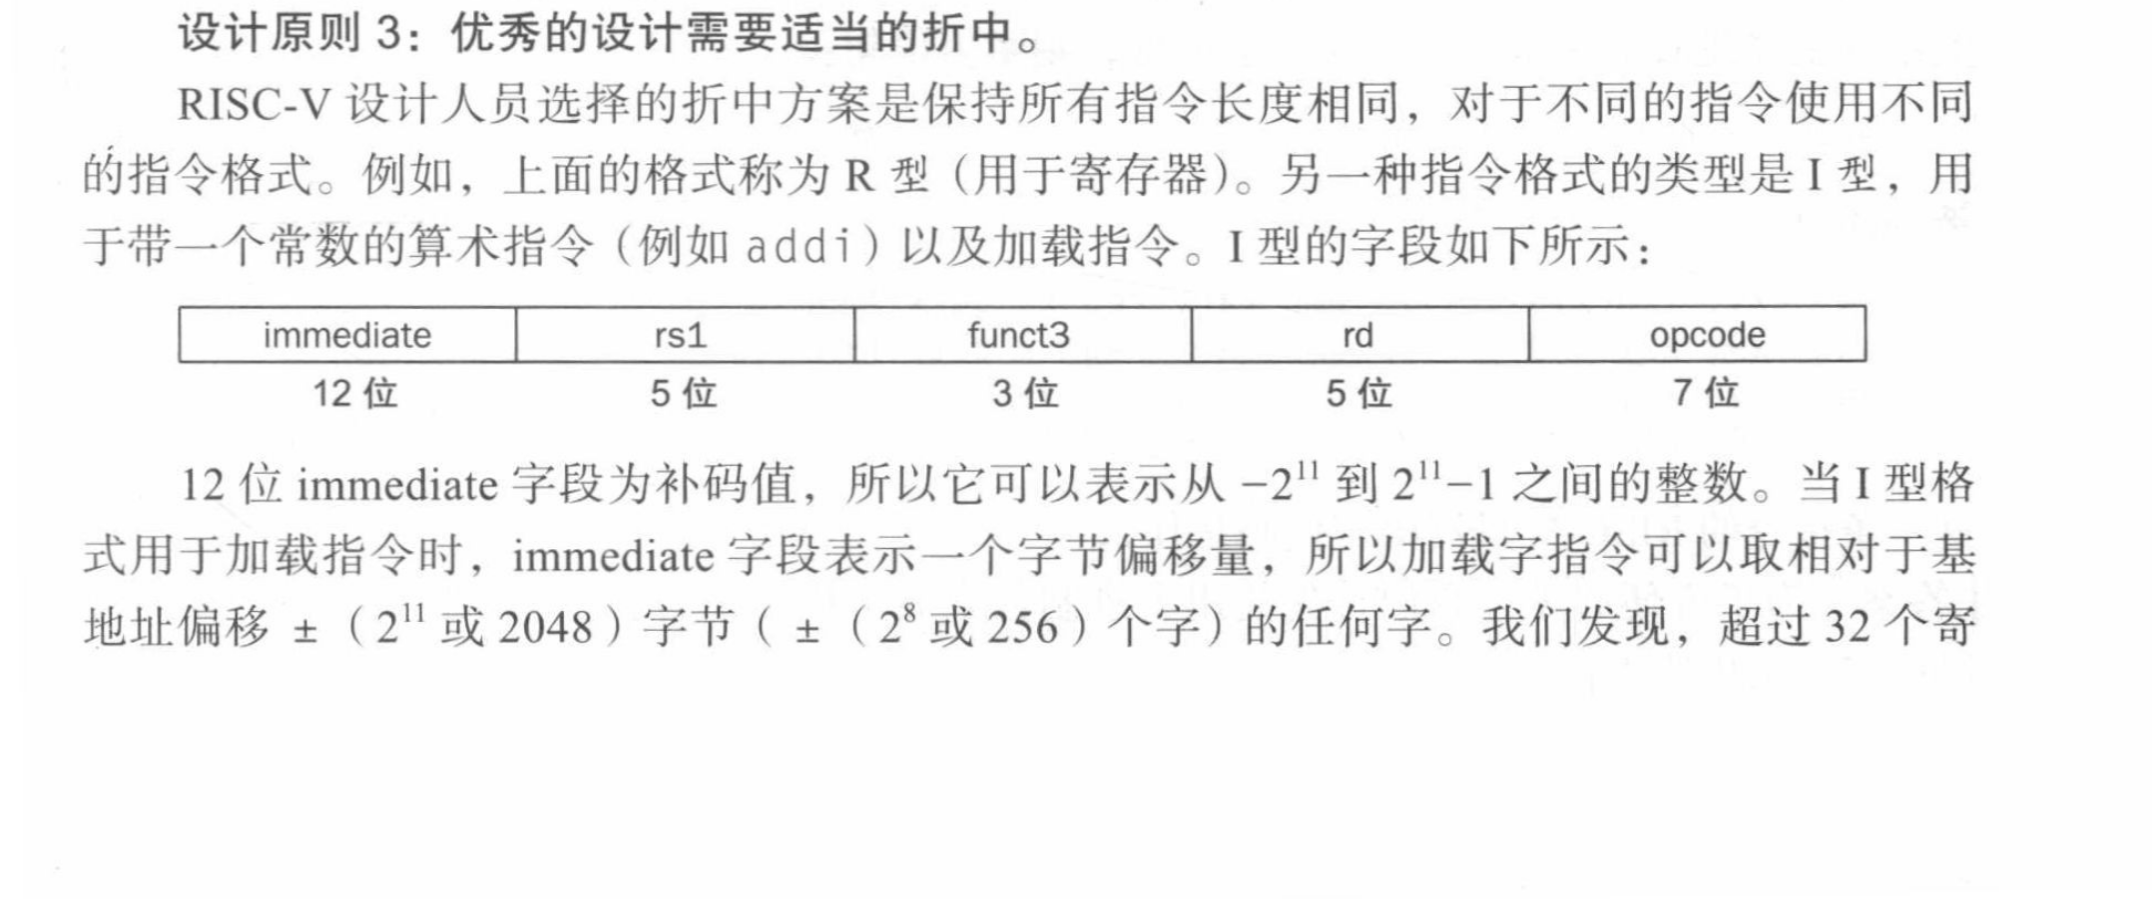 设计原则 3：优秀的设计需要适当的折中。
RISC-V 设计人员选择的折中方案是保持所有指令长度相同，对于不同的指令使用不同
的指令格式。例如，上面的格式称为 R 型（用于寄存器）。另一种指令格式的类型是 I 型，用
于带一个常数的算术指令（例如 addi）以及加载指令。I 型的字段如下所示：
immediate rs1 funct3 rd opcode
12 位 5 位 3 位 5 位 7 位
12 位 immediate 字段为补码值，所以它可以表示从 −2¹¹ 到 2¹¹−1 之间的整数。当 I 型格
式用于加载指令时，immediate 字段表示一个字节偏移量，所以加载字指令可以取相对于基
地址偏移 ±（2¹¹ 或 2048）字节（±（2⁸ 或 256）个字）的任何字。我们发现，超过 32 个寄